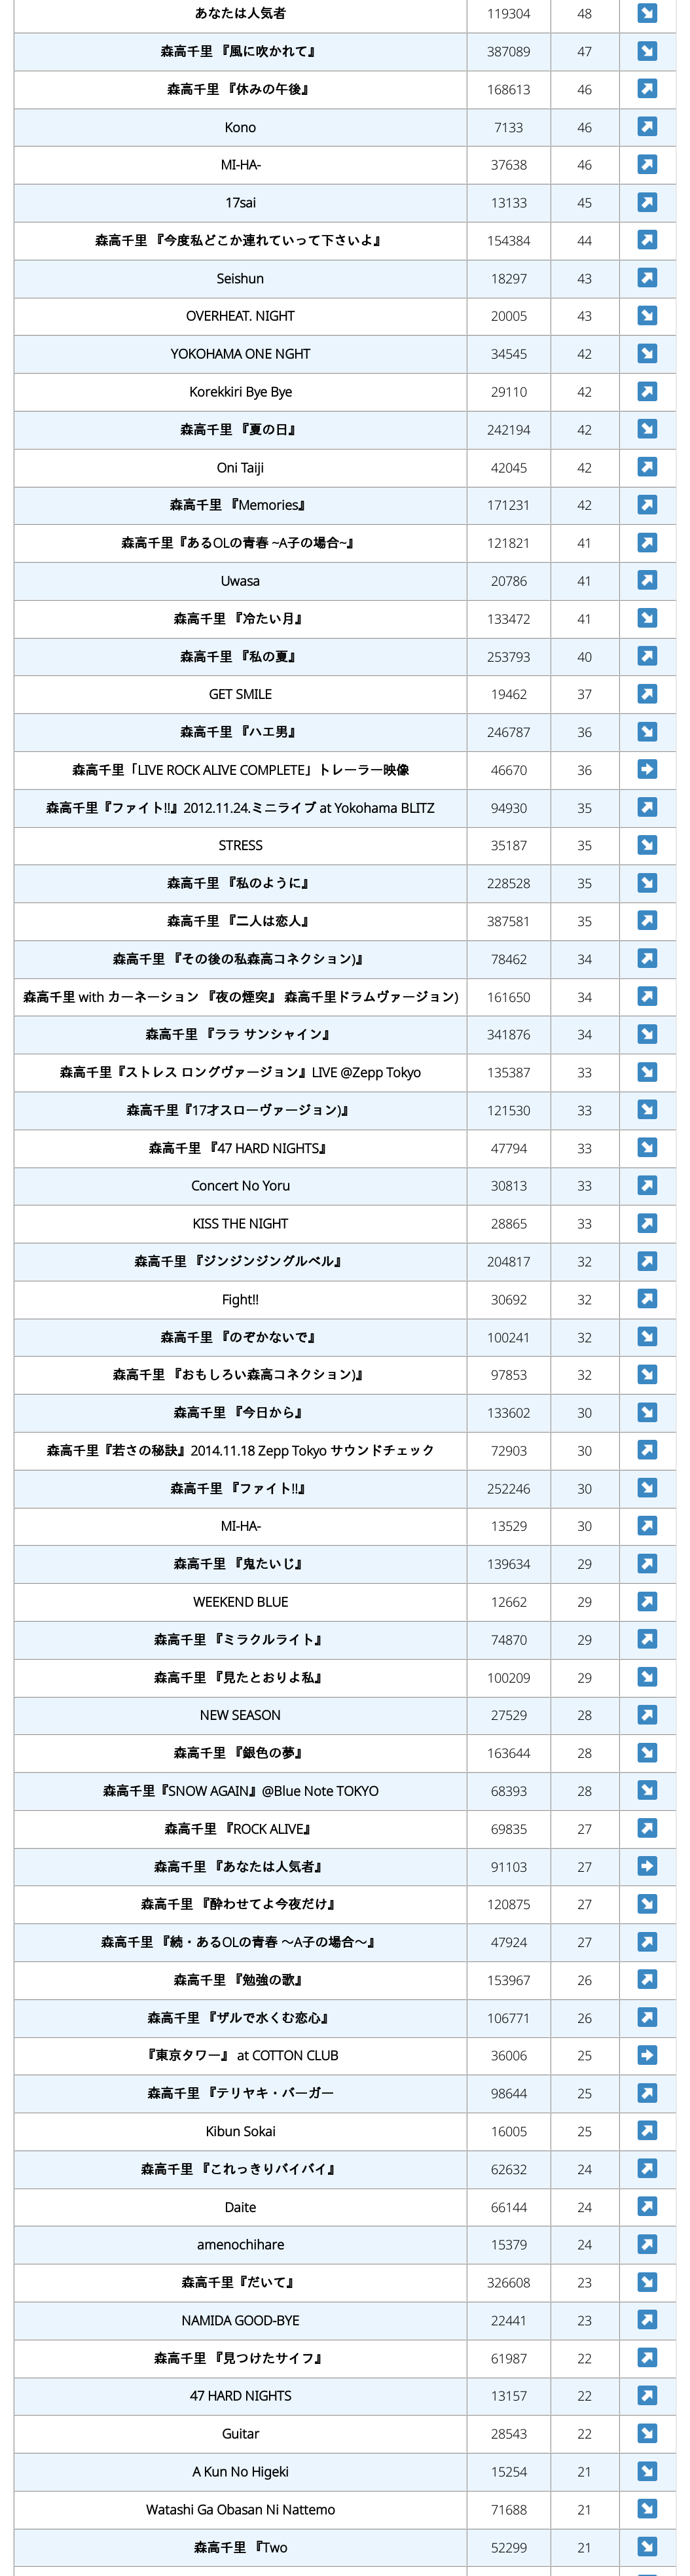 あなたは人気者 119304 48
森高千里 『風に吹かれて』 387089 47
森高千里 『休みの午後』 168613 46
Kono 7133 46
MI-HA- 37638 46
17sai 13133 45
森高千里 『今度私どこか連れていって下さいよ』 154384 44
Seishun 18297 43
OVERHEAT. NIGHT 20005 43
YOKOHAMA ONE NGHT 34545 42
Korekkiri Bye Bye 29110 42
森高千里 『夏の日』 242194 42
Oni Taiji 42045 42
森高千里 『Memories』 171231 42
森高千里『あるOLの青春 ~A子の場合~』 121821 41
Uwasa 20786 41
森高千里 『冷たい月』 133472 41
森高千里 『私の夏』 253793 40
GET SMILE 19462 37
森高千里 『ハエ男』 246787 36
森高千里「LIVE ROCK ALIVE COMPLETE」トレーラー映像 46670 36
森高千里『ファイト!!』2012.11.24.ミニライブ at Yokohama BLITZ 94930 35
STRESS 35187 35
森高千里 『私のように』 228528 35
森高千里 『二人は恋人』 387581 35
森高千里 『その後の私森高コネクション)』 78462 34
森高千里 with カーネーション 『夜の煙突』 森高千里ドラムヴァージョン) 161650 34
森高千里 『ララ サンシャイン』 341876 34
森高千里『ストレス ロングヴァージョン』LIVE @Zepp Tokyo 135387 33
森高千里『17才スローヴァージョン)』 121530 33
森高千里 『47 HARD NIGHTS』 47794 33
Concert No Yoru 30813 33
KISS THE NIGHT 28865 33
森高千里 『ジンジンジングルベル』 204817 32
Fight!! 30692 32
森高千里 『のぞかないで』 100241 32
森高千里 『おもしろい森高コネクション)』 97853 32
森高千里 『今日から』 133602 30
森高千里『若さの秘訣』2014.11.18 Zepp Tokyo サウンドチェック 72903 30
森高千里 『ファイト!!』 252246 30
MI-HA- 13529 30
森高千里 『鬼たいじ』 139634 29
WEEKEND BLUE 12662 29
森高千里 『ミラクルライト』 74870 29
森高千里 『見たとおりよ私』 100209 29
NEW SEASON 27529 28
森高千里 『銀色の夢』 163644 28
森高千里『SNOW AGAIN』@Blue Note TOKYO 68393 28
森高千里 『ROCK ALIVE』 69835 27
森高千里 『あなたは人気者』 91103 27
森高千里 『酔わせてよ今夜だけ』 120875 27
森高千里 『続・あるOLの青春 〜A子の場合〜』 47924 27
森高千里 『勉強の歌』 153967 26
森高千里 『ザルで水くむ恋心』 106771 26
『東京タワー』 at COTTON CLUB 36006 25
森高千里 『テリヤキ・バーガー 98644 25
Kibun Sokai 16005 25
森高千里 『これっきりバイバイ』 62632 24
Daite 66144 24
amenochihare 15379 24
森高千里『だいて』 326608 23
NAMIDA GOOD-BYE 22441 23
森高千里 『見つけたサイフ』 61987 22
47 HARD NIGHTS 13157 22
Guitar 28543 22
A Kun No Higeki 15254 21
Watashi Ga Obasan Ni Nattemo 71688 21
森高千里 『Two 52299 21